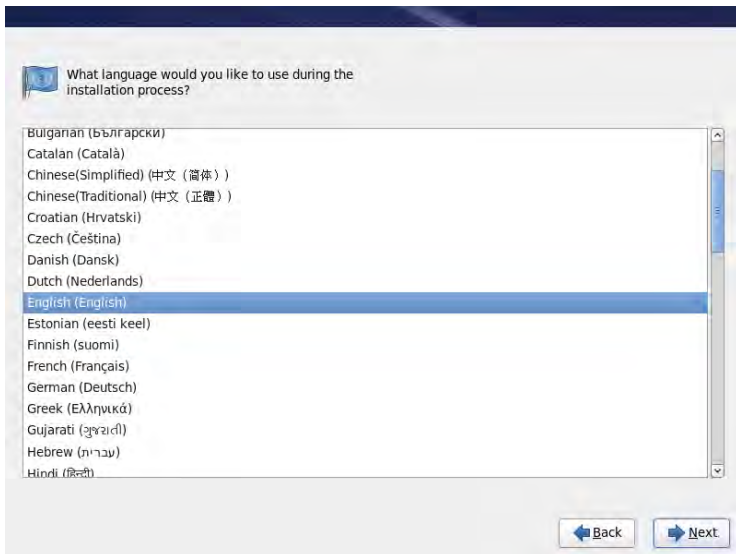 What language would you like to use during the
installation process?
Bulgarian (Български)
Catalan (Català)
Chinese(Simplified) (中文（简体）)
Chinese(Traditional) (中文（正體）)
Croatian (Hrvatski)
Czech (Čeština)
Danish (Dansk)
Dutch (Nederlands)
English (English)
Estonian (eesti keel)
Finnish (suomi)
French (Français)
German (Deutsch)
Greek (Ελληνικά)
Gujarati (ગુજરાતી)
Hebrew (עברית)
Hindi (हिन्दी)
Back
Next